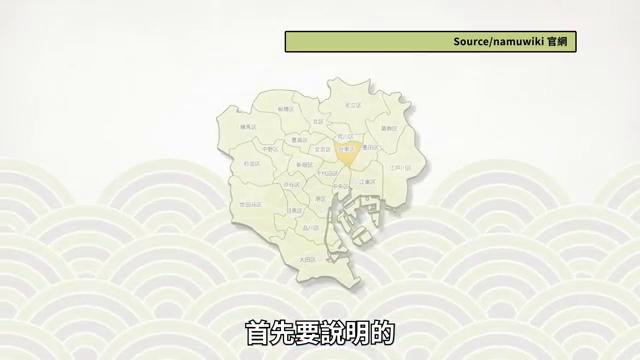 Source/namuwiki 官網
足立区
板橋区
北区
葛飾区
練馬区
荒川区
豊島区
中野区
文京区
台東区
墨田区
杉並区
新宿区
江戸川区
千代田区
渋谷区
中央区
江東区
港区
世田谷区
目黒区
品川区
大田区
首先要說明的